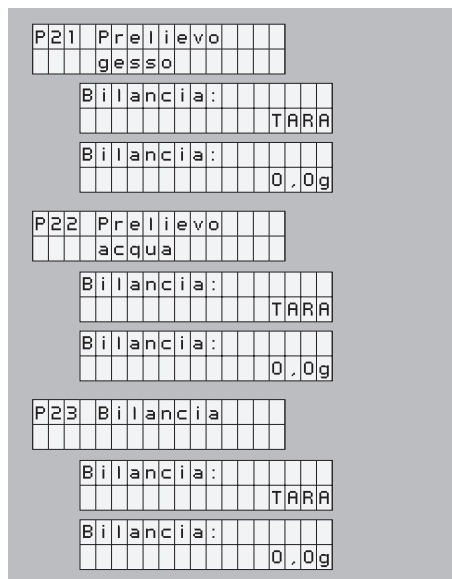 P21 Prelievo
gesso
Bilancia:
TARA
Bilancia:
0,0g
P22 Prelievo
acqua
Bilancia:
TARA
Bilancia:
0,0g
P23 Bilancia
Bilancia:
TARA
Bilancia:
0,0g